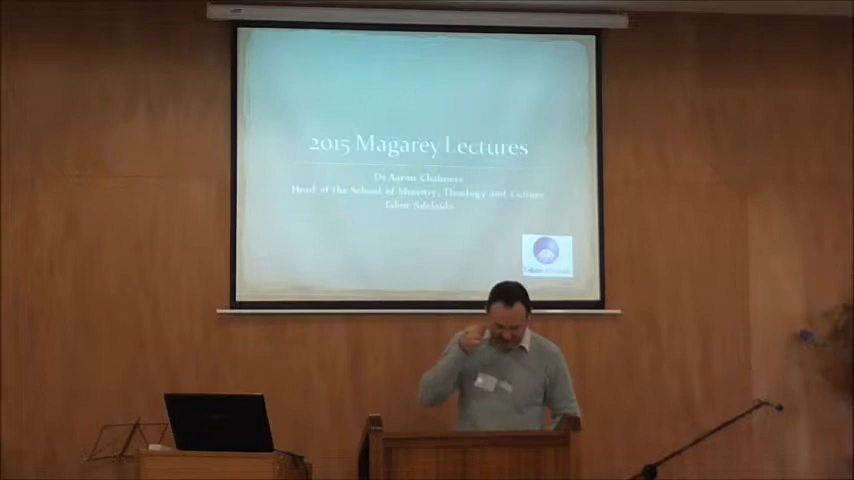 2015 Magarey Lectures
Dr Aaron Chalmers
Head of the School of Ministry, Theology and Culture
Tabor Adelaide